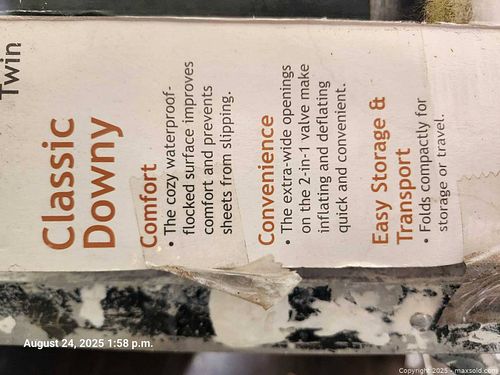 Twin
Classic
Downy
Comfort
• The cozy waterproof-
flocked surface improves
comfort and prevents
sheets from slipping.
Convenience
• The extra-wide openings
on the 2-in-1 valve make
inflating and deflating
quick and convenient.
Easy Storage &
Transport
• Folds compactly for
storage or travel.
August 24, 2025 1:58 p.m.
Copyright 2025 - maxsold.com